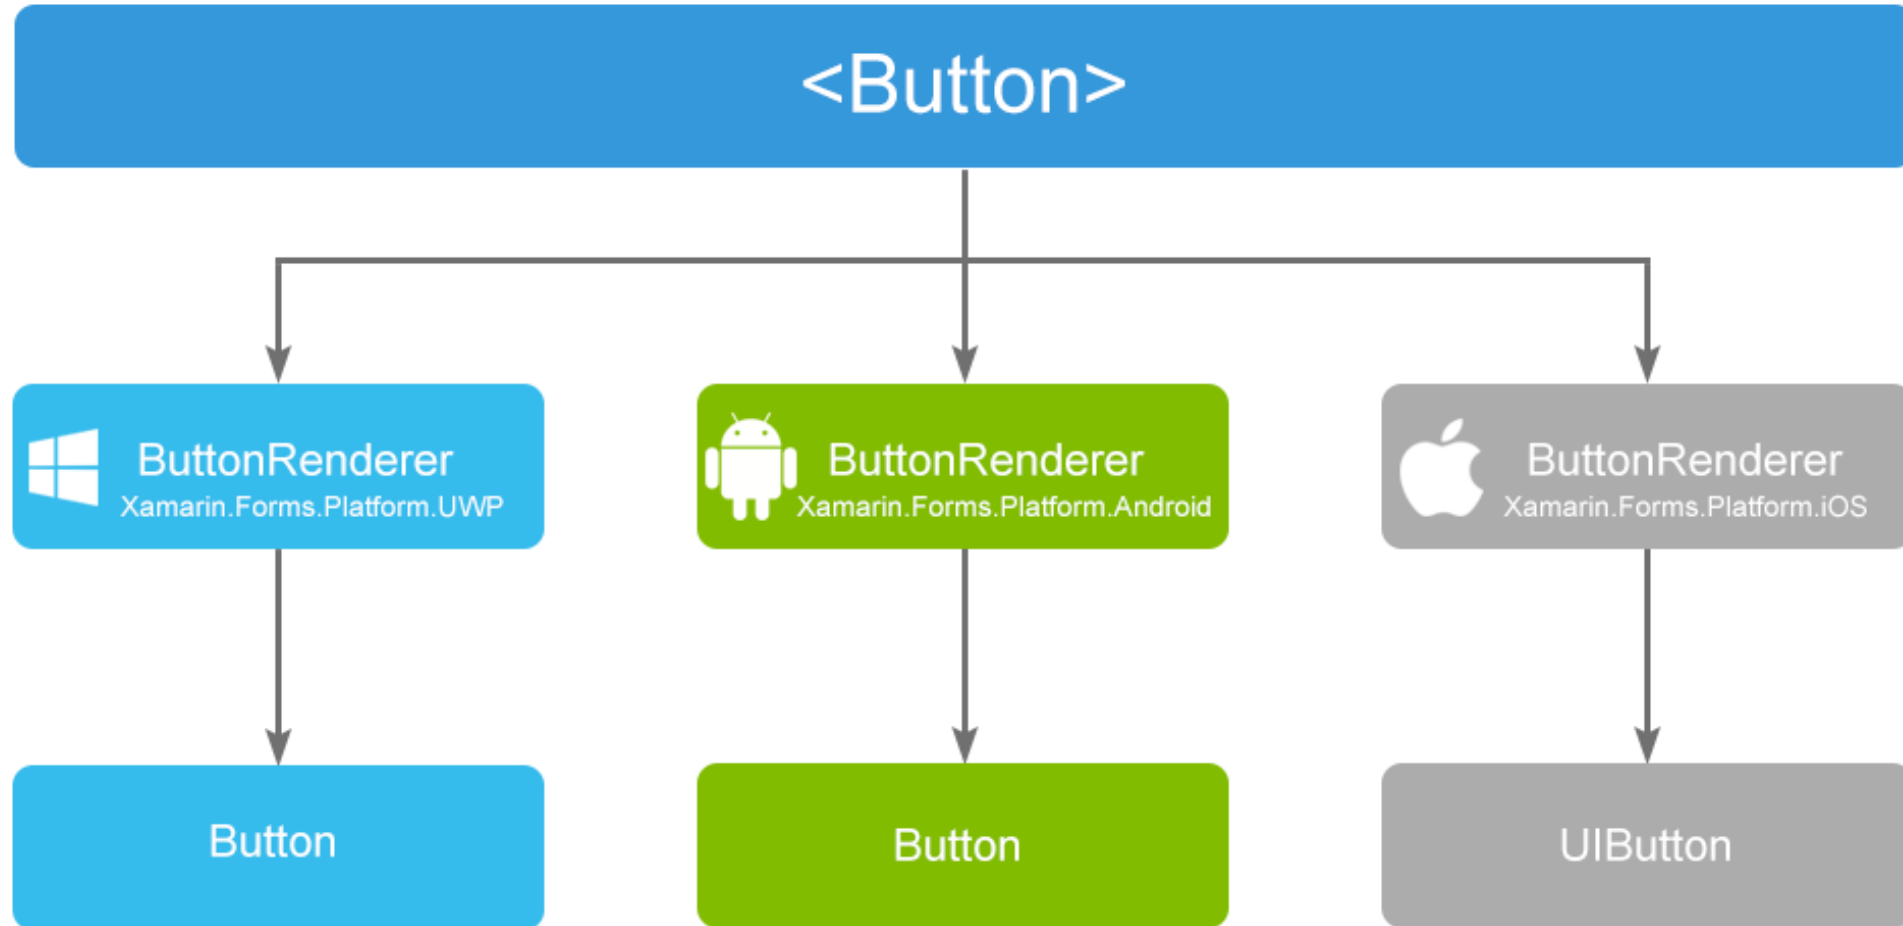 <Button>
ButtonRenderer
Xamarin.Forms.Platform.UWP
ButtonRenderer
Xamarin.Forms.Platform.Android
ButtonRenderer
Xamarin.Forms.Platform.iOS
Button
Button
UIButton